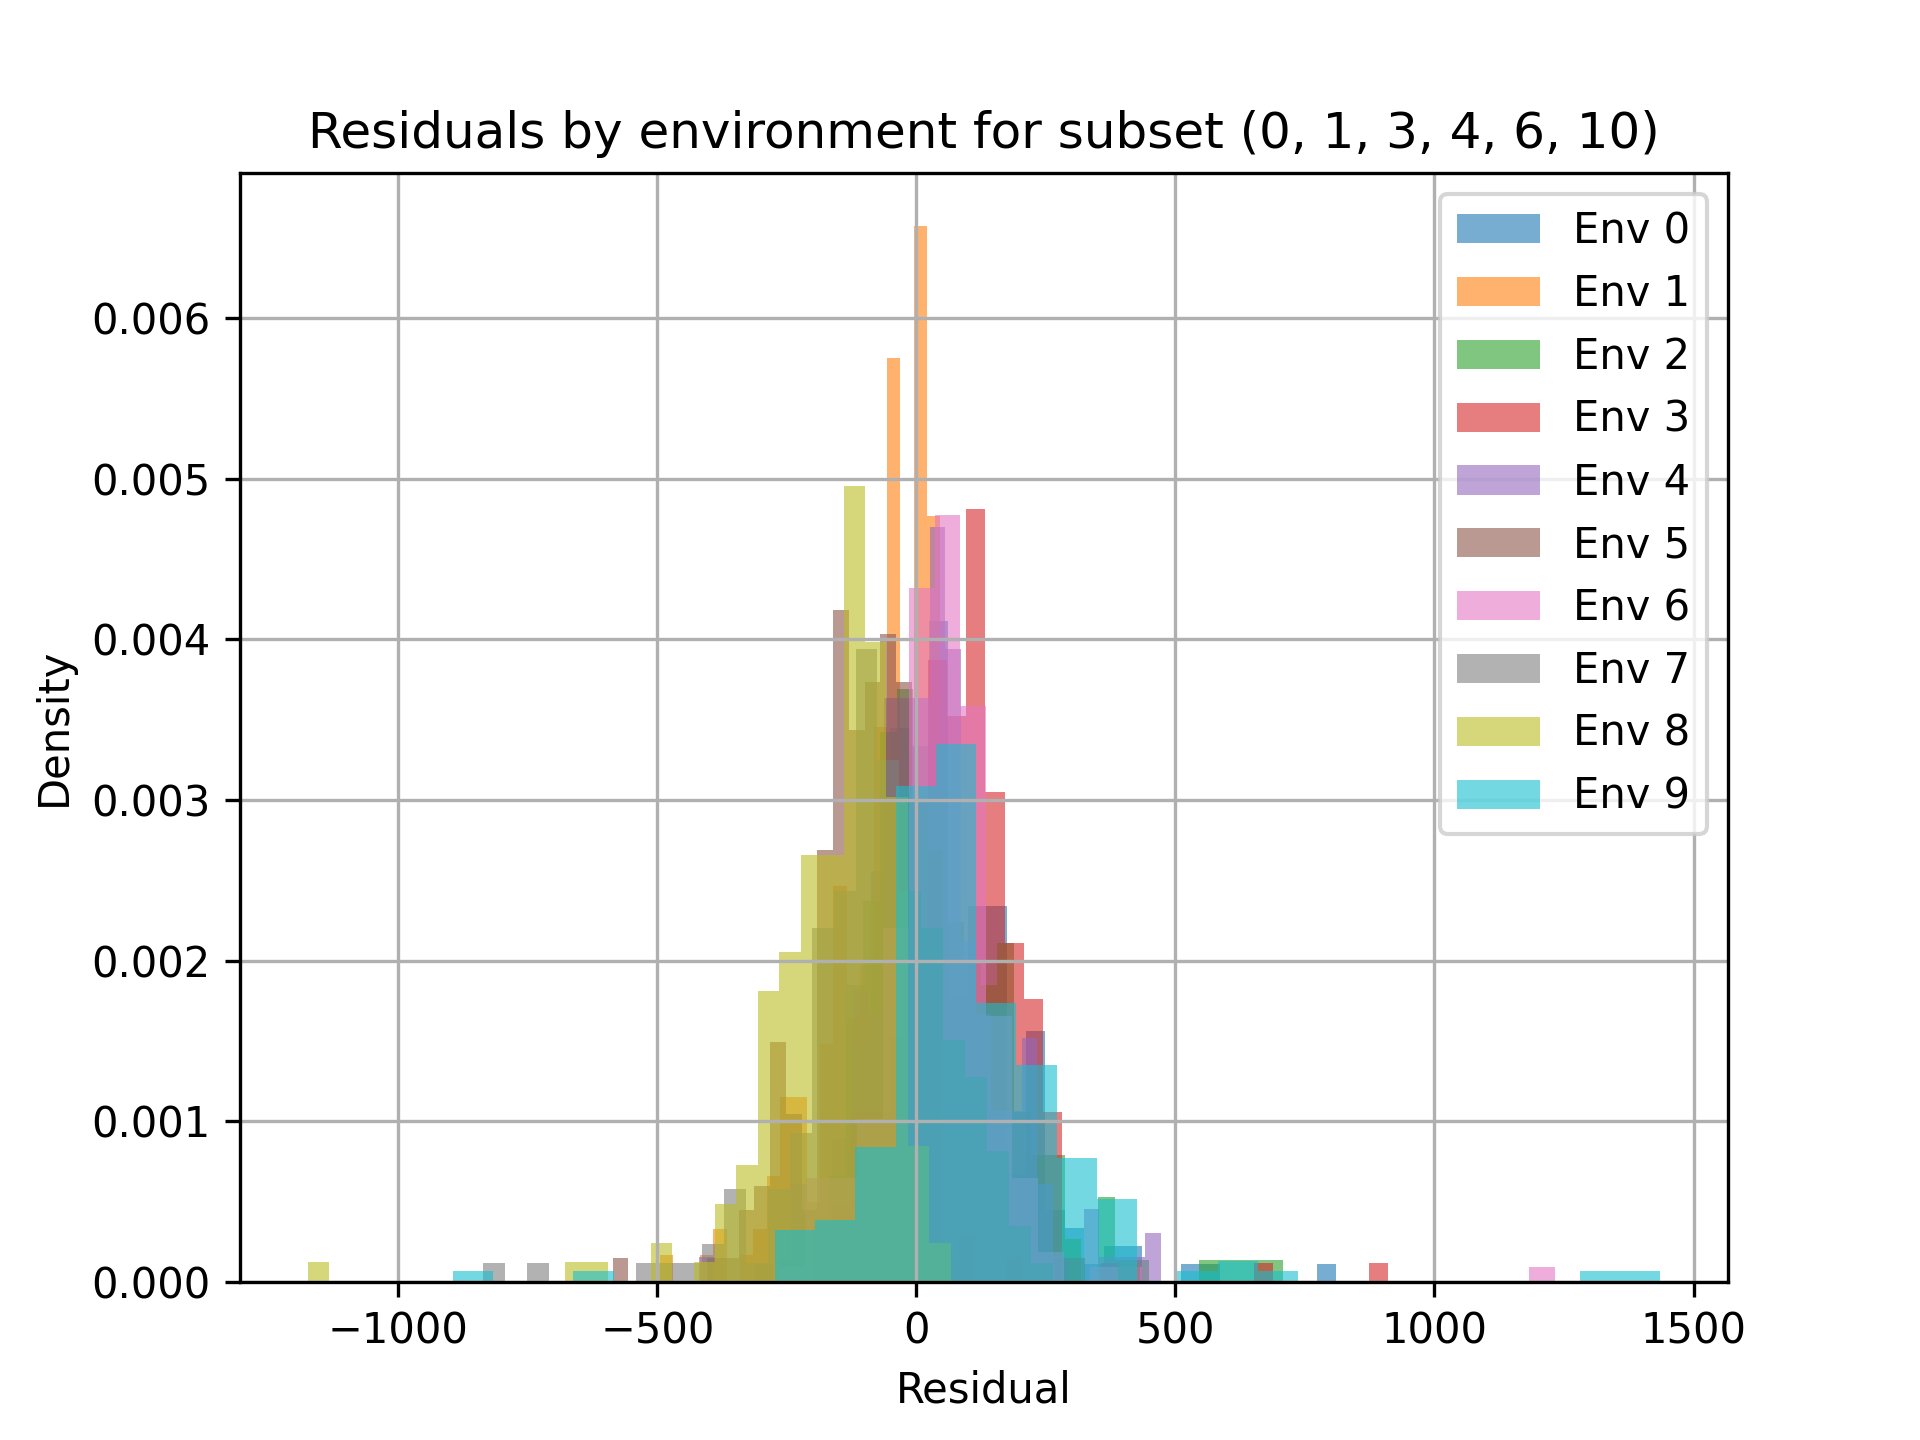 Residuals by environment for subset (0, 1, 3, 4, 6, 10)
Env 0
Env 1
Env 2
Env 3
Env 4
Env 5
Env 6
Env 7
Env 8
Env 9
0.006
0.005
0.004
0.003
0.002
0.001
0.000
Density
−1000
−500
0
500
1000
1500
Residual